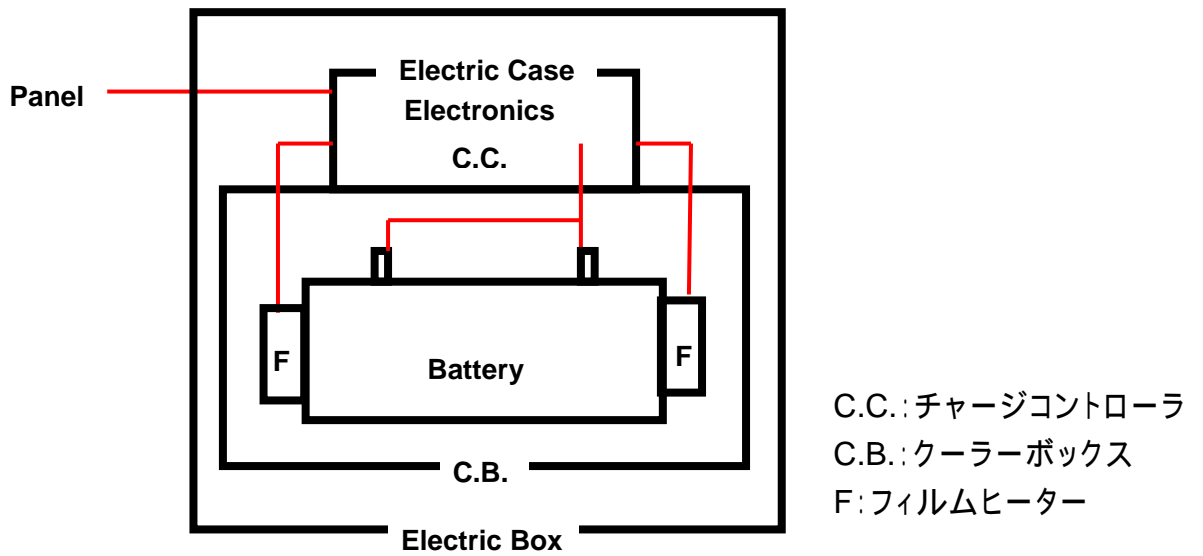 Panel
Electric Case
Electronics
C.C.
F
Battery
F
C.B.
Electric Box
C.C.:チャージコントローラ
C.B.:クーラーボックス
F:フィルムヒーター